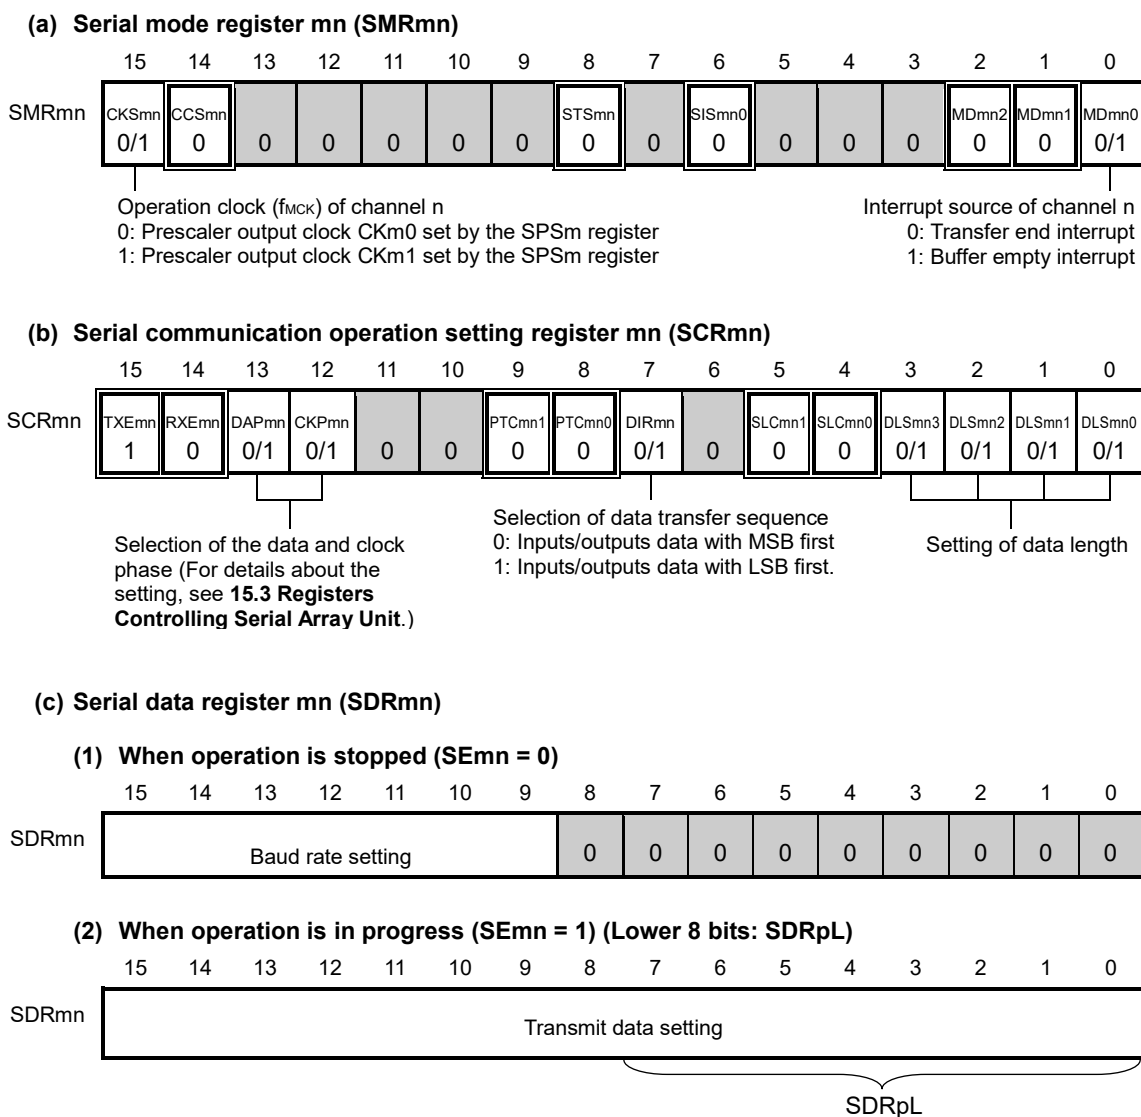 (a) Serial mode register mn (SMRmn)
15 14 13 12 11 10 9 8 7 6 5 4 3 2 1 0
SMRmn CKSmn CCSmn STSmn SISmn0 MDmn2 MDmn1 MDmn0
0/1 0 0 0 0 0 0 0 0 0 0 0 0 0 0 0/1
Operation clock (fMCK) of channel n
0: Prescaler output clock CKm0 set by the SPSm register
1: Prescaler output clock CKm1 set by the SPSm register
Interrupt source of channel n
0: Transfer end interrupt
1: Buffer empty interrupt
(b) Serial communication operation setting register mn (SCRmn)
15 14 13 12 11 10 9 8 7 6 5 4 3 2 1 0
SCRmn TXEmn RXEmn DAPmn CKPmn PTCmn1 PTCmn0 DIRmn SLCmn1 SLCmn0 DLSmn3 DLSmn2 DLSmn1 DLSmn0
1 0 0/1 0/1 0 0 0 0 0/1 0 0 0 0/1 0/1 0/1 0/1
Selection of the data and clock
phase (For details about the
setting, see 15.3 Registers
Controlling Serial Array Unit.)
Selection of data transfer sequence
0: Inputs/outputs data with MSB first
1: Inputs/outputs data with LSB first.
Setting of data length
(c) Serial data register mn (SDRmn)
(1) When operation is stopped (SEmn = 0)
15 14 13 12 11 10 9 8 7 6 5 4 3 2 1 0
SDRmn Baud rate setting 0 0 0 0 0 0 0 0 0
(2) When operation is in progress (SEmn = 1) (Lower 8 bits: SDRpL)
15 14 13 12 11 10 9 8 7 6 5 4 3 2 1 0
SDRmn Transmit data setting
SDRpL